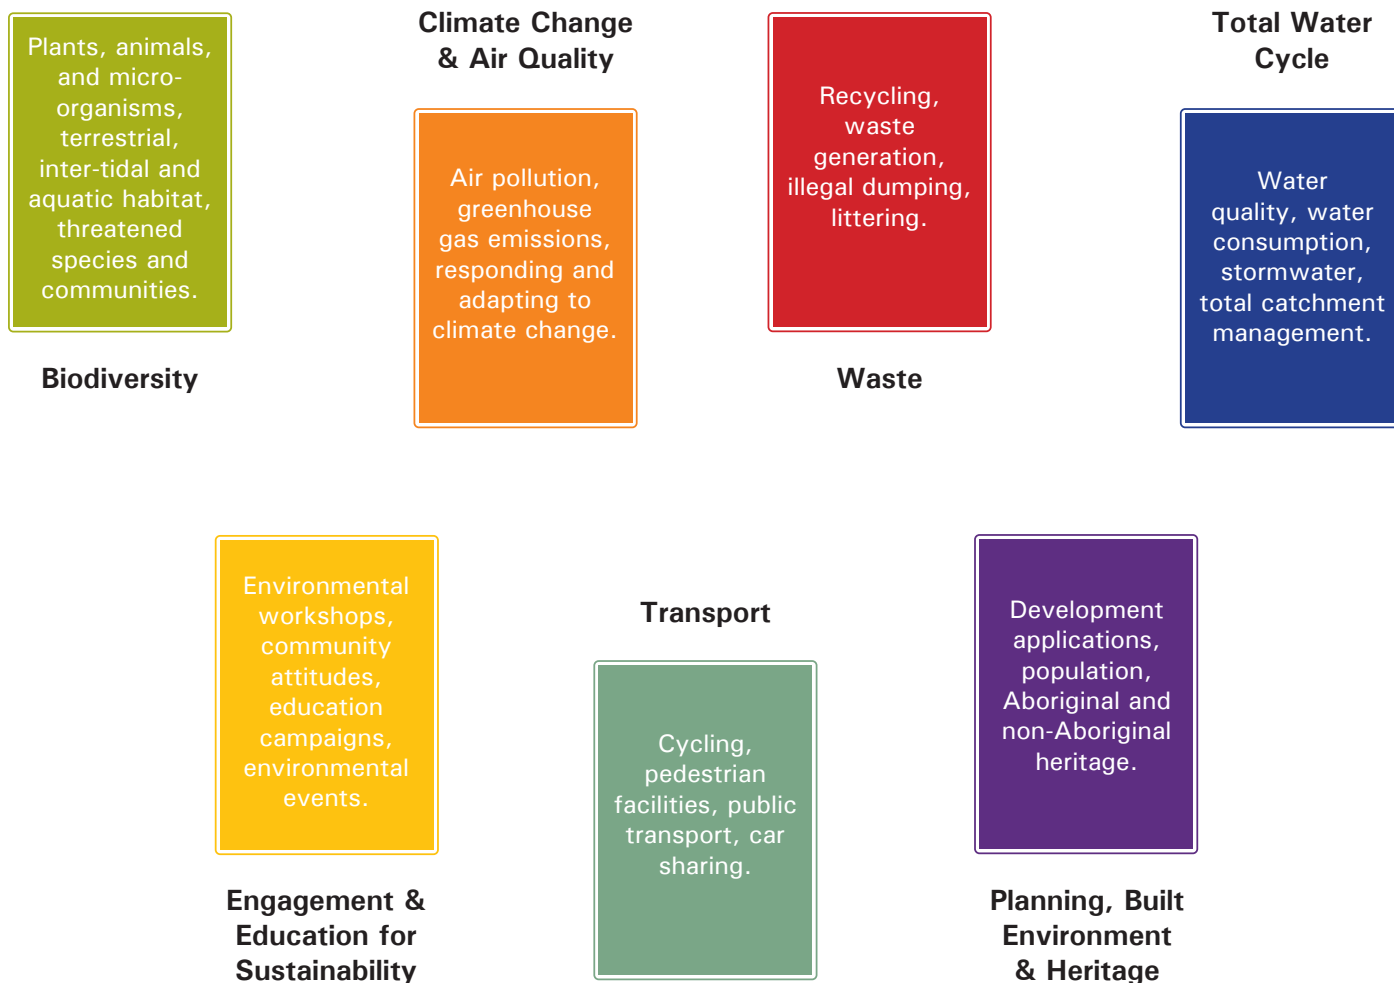 Plants, animals,
and micro-
organisms,
terrestrial,
inter-tidal and
aquatic habitat,
threatened
species and
communities.
Biodiversity
Climate Change
& Air Quality
Air pollution,
greenhouse
gas emissions,
responding and
adapting to
climate change.
Recycling,
waste
generation,
illegal dumping,
littering.
Waste
Total Water
Cycle
Water
quality, water
consumption,
stormwater,
total catchment
management.
Environmental
workshops,
community
attitudes,
education
campaigns,
environmental
events.
Engagement &
Education for
Sustainability
Transport
Cycling,
pedestrian
facilities, public
transport, car
sharing.
Development
applications,
population,
Aboriginal and
non-Aboriginal
heritage.
Planning, Built
Environment
& Heritage